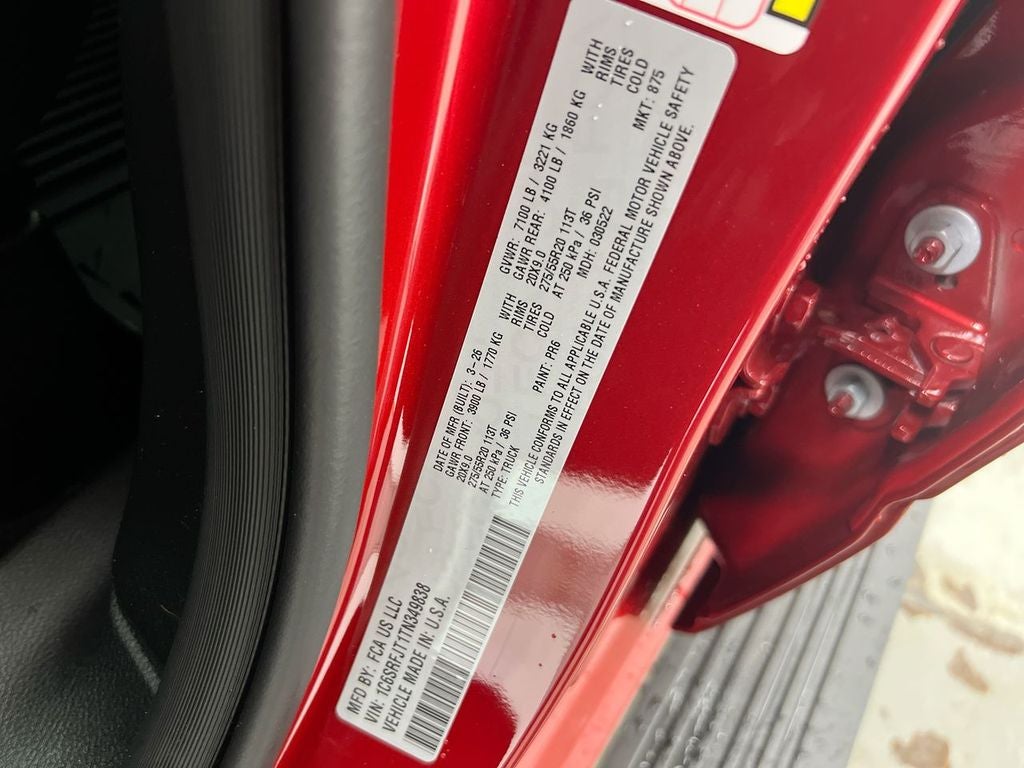 MFD BY: FCA US LLC
VIN: 1C6SRFJT1TN349838
VEHICLE MADE IN: U.S.A.
DATE OF MFR (BUILT): 3-26
GAWR FRONT: 3900 LB / 1770 KG WITH
20X9.0 RIMS
275/55R20 113T TIRES
AT 250 kPa / 36 PSI COLD
TYPE: TRUCK PAINT: PR6
GVWR: 7100 LB / 3221 KG
GAWR REAR: 4100 LB / 1860 KG WITH
20X9.0 RIMS
275/55R20 113T TIRES
AT 250 kPa / 36 PSI COLD
MDH: 030522 MKT: 875
THIS VEHICLE CONFORMS TO ALL APPLICABLE U.S.A. FEDERAL MOTOR VEHICLE SAFETY
STANDARDS IN EFFECT ON THE DATE OF MANUFACTURE SHOWN ABOVE.